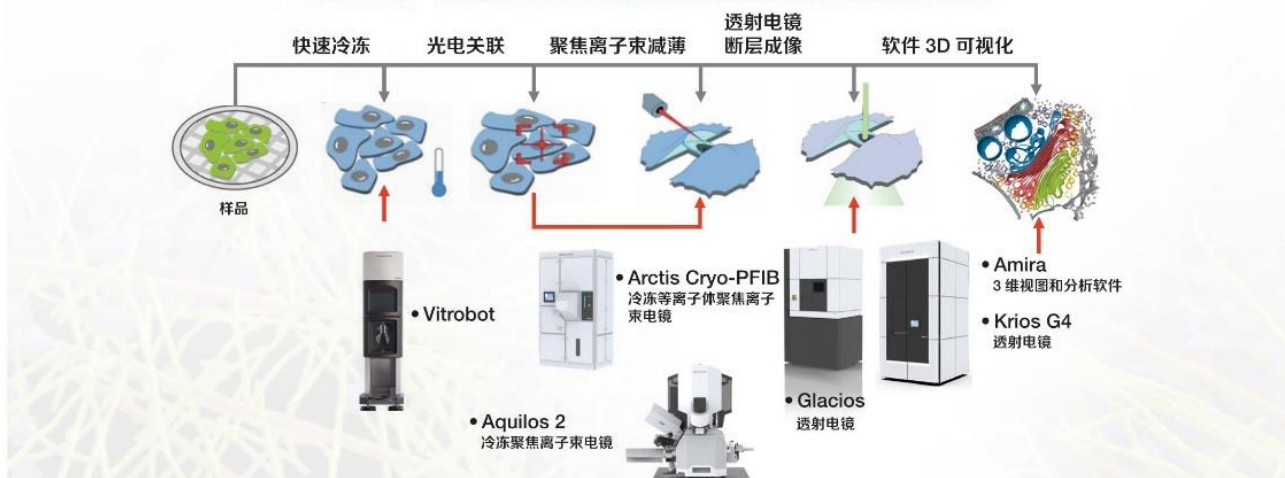 快速冷冻
光电关联
聚焦离子束减薄
透射电镜
断层成像
软件 3D 可视化
样品
• Vitrobot
• Arctis Cryo-PFIB
冷冻等离子体聚焦离子
束电镜
• Aquilos 2
冷冻聚焦离子束电镜
• Glacios
透射电镜
• Amira
3 维视图和分析软件
• Krios G4
透射电镜